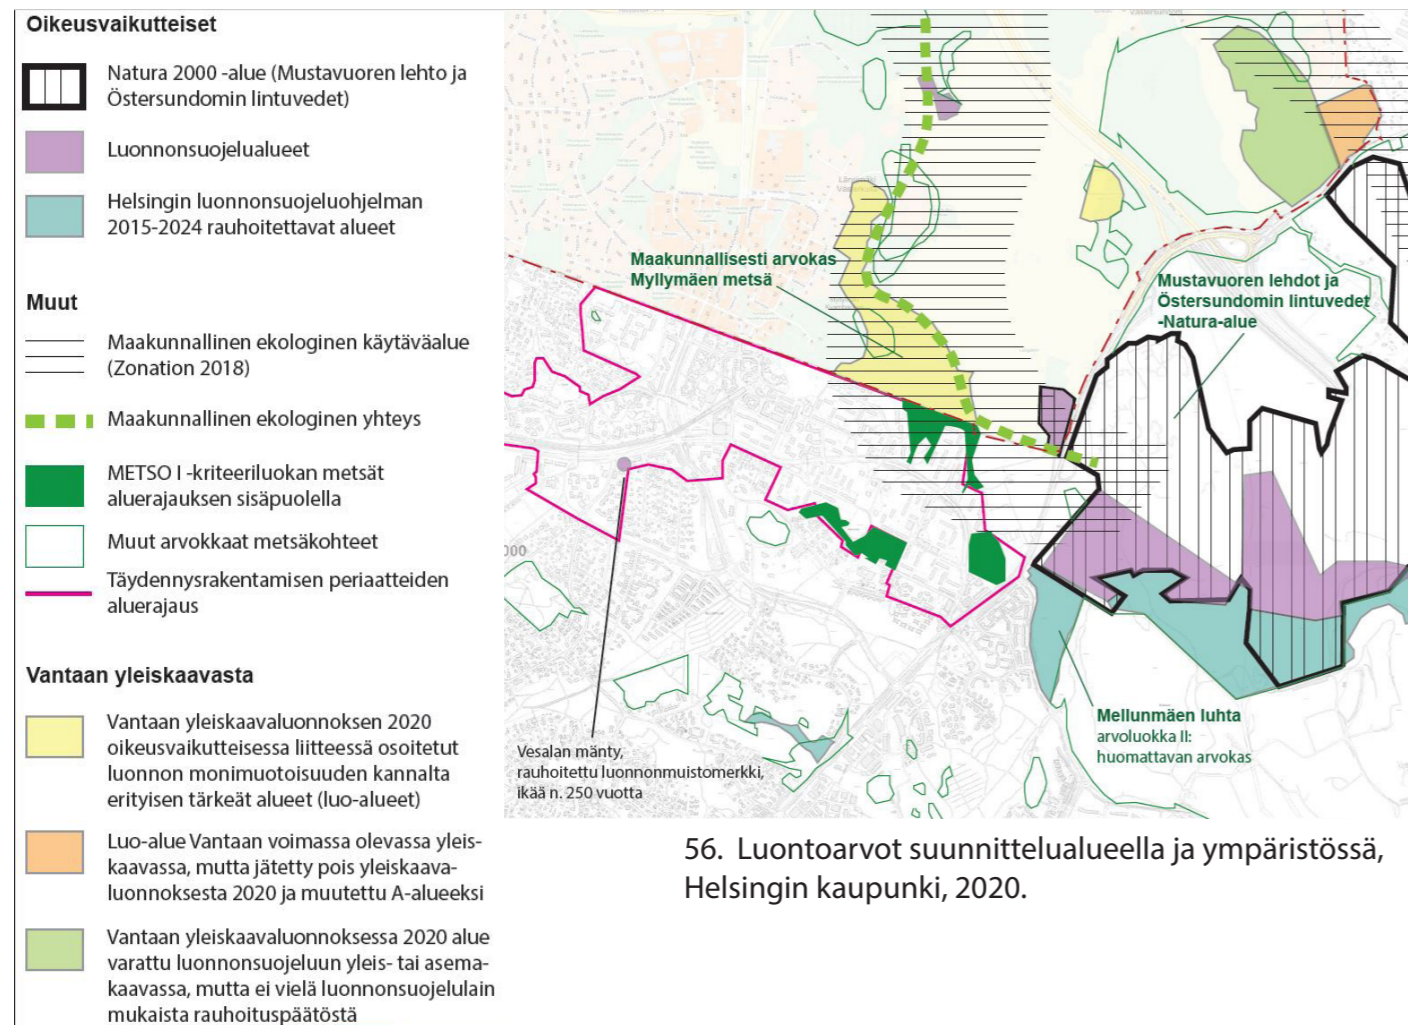 Oikeusvaikutteiset
Natura 2000 -alue (Mustavuoren lehto ja
Östersundomin lintuvedet)
Luonnonsuojelualueet
Helsingin luonnonsuojeluohjelman
2015-2024 rauhoitettavat alueet
Muut
Maakunnallinen ekologinen käytäväalue
(Zonation 2018)
Maakunnallinen ekologinen yhteys
METSO I -kriteeriluokan metsät
aluerajauksen sisäpuolella
Muut arvokkaat metsäkohteet
Täydennysrakentamisen periaatteiden
aluerajaus
Vantaan yleiskaavasta
Vantaan yleiskaavaluonnoksen 2020
oikeusvaikutteisessa liitteessä osoitetut
luonnon monimuotoisuuden kannalta
erityisen tärkeät alueet (luo-alueet)
Luo-alue Vantaan voimassa olevassa yleis-
kaavassa, mutta jätetty pois yleiskaava-
luonnoksesta 2020 ja muutettu A-alueeksi
Vantaan yleiskaavaluonnoksessa 2020 alue
varattu luonnonsuojeluun yleis- tai asema-
kaavassa, mutta ei vielä luonnonsuojelulain
mukaista rauhoituspäätöstä
Maakunnallisesti arvokas
Myllymäen metsä
Mustavuoren lehdot ja
Östersundomin lintuvedet
-Natura-alue
Mellunmäen luhta
arvoluokka II:
huomattavan arvokas
Vesalan mänty,
rauhoitettu luonnonmuistomerkki,
ikää n. 250 vuotta
56. Luontoarvot suunnittelualueella ja ympäristössä,
Helsingin kaupunki, 2020.